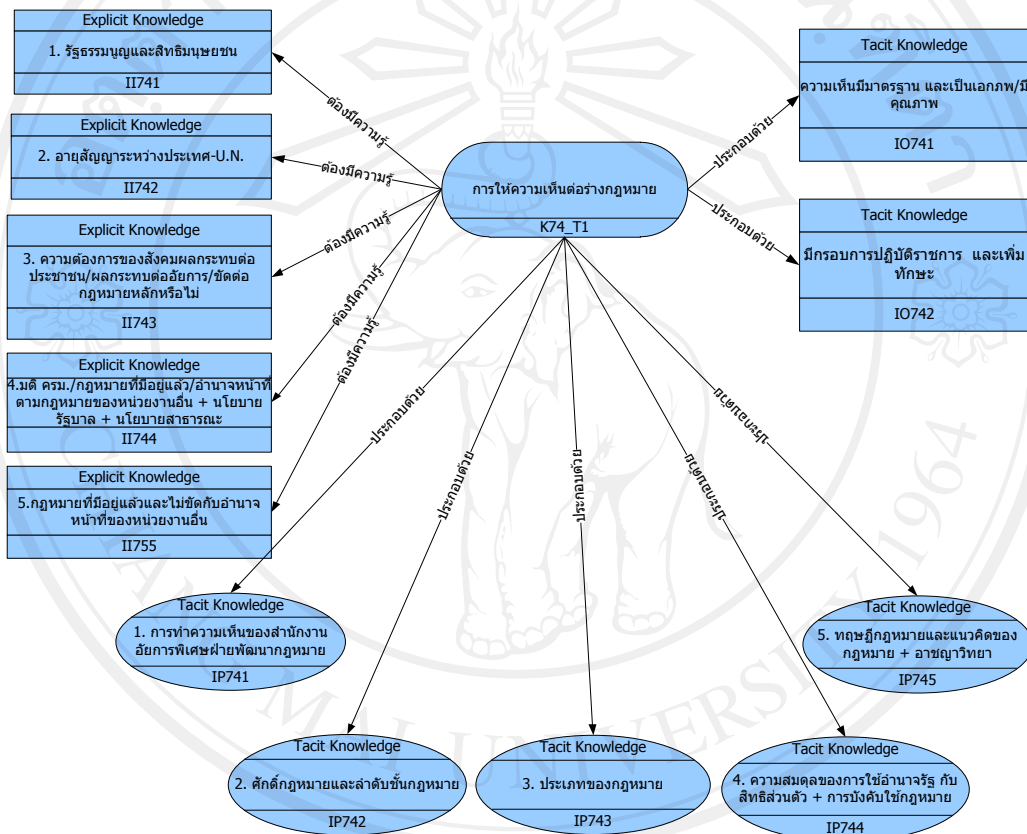 Explicit Knowledge
1. รัฐธรรมนูญและสิทธิมนุษยชน
II741
Explicit Knowledge
2. อายุสัญญาระหว่างประเทศ-U.N.
II742
Explicit Knowledge
3. ความต้องการของสังคมผลกระทบต่อ
ประชาชน/ผลกระทบต่ออัยการ/ขัดต่อ
กฎหมายหลักหรือไม่
II743
Explicit Knowledge
4.มติ ครม./กฎหมายที่มีอยู่แล้ว/อำนาจหน้าที่
ตามกฎหมายของหน่วยงานอื่น + นโยบาย
รัฐบาล + นโยบายสาธารณะ
II744
Explicit Knowledge
5.กฎหมายที่มีอยู่แล้วและไม่ขัดกับอำนาจ
หน้าที่ของหน่วยงานอื่น
II755
ต้องมีความรู้
ต้องมีความรู้
ต้องมีความรู้
ต้องมีความรู้
ต้องมีความรู้
การให้ความเห็นต่อร่างกฎหมาย
K74_T1
ประกอบด้วย
ประกอบด้วย
Tacit Knowledge
ความเห็นมีมาตรฐาน และเป็นเอกภาพ/มี
คุณภาพ
IO741
Tacit Knowledge
มีกรอบการปฏิบัติราชการ และเพิ่ม
ทักษะ
IO742
ประกอบด้วย
ประกอบด้วย
ประกอบด้วย
ประกอบด้วย
ประกอบด้วย
Tacit Knowledge
1. การทำความเห็นของสำนักงาน
อัยการพิเศษฝ่ายพัฒนากฎหมาย
IP741
Tacit Knowledge
2. ศักดิ์กฎหมายและลำดับชั้นกฎหมาย
IP742
Tacit Knowledge
3. ประเภทของกฎหมาย
IP743
Tacit Knowledge
4. ความสมดุลของการใช้อำนาจรัฐ กับ
สิทธิส่วนตัว + การบังคับใช้กฎหมาย
IP744
Tacit Knowledge
5. ทฤษฎีกฎหมายและแนวคิดของ
กฎหมาย + อาชญาวิทยา
IP745
CHIANG MAI UNIVERSITY 1964